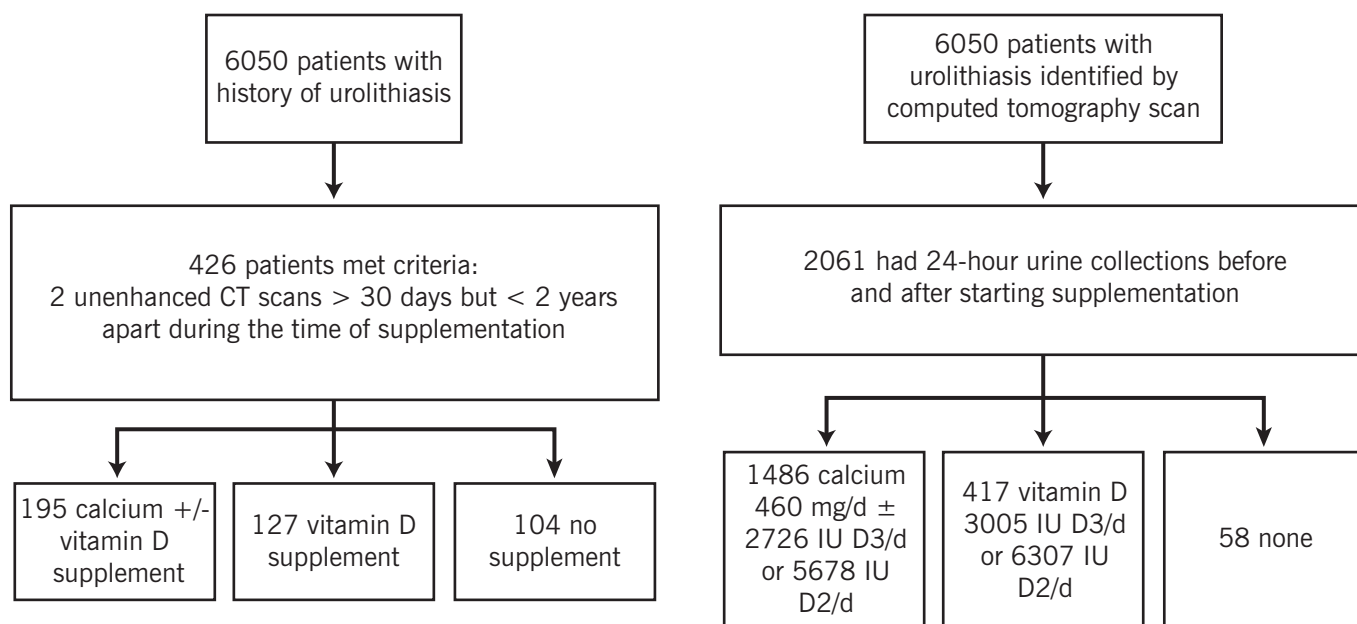 6050 patients with
history of urolithiasis
426 patients met criteria:
2 unenhanced CT scans > 30 days but < 2 years
apart during the time of supplementation
195 calcium +/-
vitamin D
supplement
127 vitamin D
supplement
104 no
supplement
6050 patients with
urolithiasis identified by
computed tomography scan
2061 had 24-hour urine collections before
and after starting supplementation
1486 calcium
460 mg/d ±
2726 IU D3/d
or 5678 IU
D2/d
417 vitamin D
3005 IU D3/d
or 6307 IU
D2/d
58 none